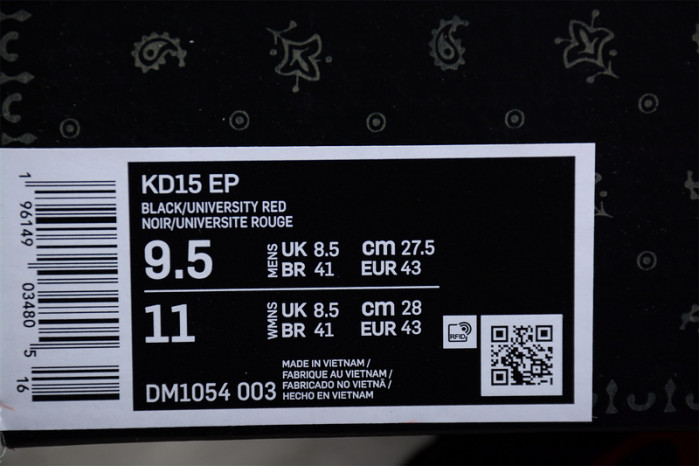 KD15 EP
BLACK/UNIVERSITY RED
NOIR/UNIVERSITE ROUGE
9.5 MENS UK 8.5 cm 27.5
BR 41 EUR 43
11 WMNS UK 8.5 cm 28
BR 41 EUR 43
MADE IN VIETNAM /
FABRIQUE AU VIETNAM /
FABRICADO NO VIETNÃ /
DM1054 003 HECHO EN VIETNAM
RFID
1 96149 03480 5 16